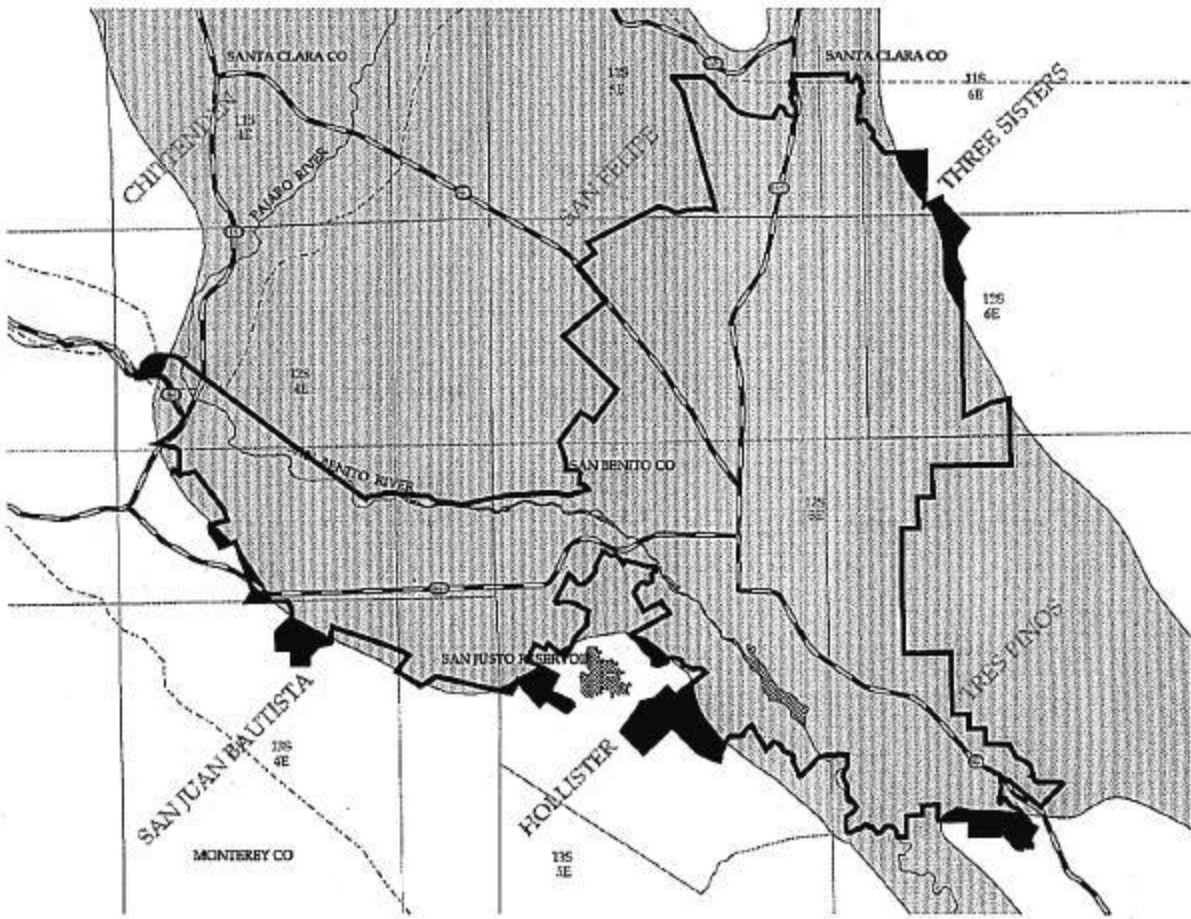 SANTA CLARA CO
SANTA CLARA CO
11S
5E
11S
6E
THREE SISTERS
CHITTENDEN
11S
4E
PAJARO RIVER
SAN FELIPE
12S
6E
12S
4E
BENITO RIVER
SAN BENITO CO
12S
5E
TRES PINOS
SAN JUSTO RESERVOIR
SAN JUAN BAUTISTA
13S
4E
HOLLISTER
MONTEREY CO
13S
5E